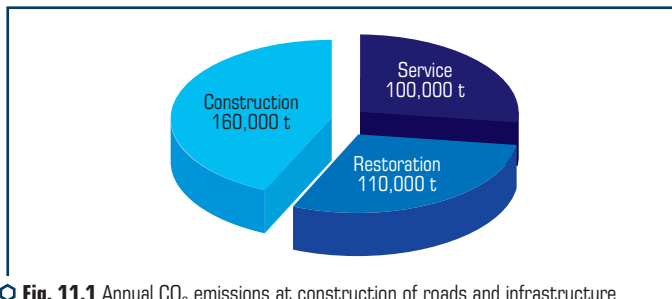 Service
100,000 t
Construction
160,000 t
Restoration
110,000 t
Fig. 11.1 Annual CO₂ emissions at construction of roads and infrastructure